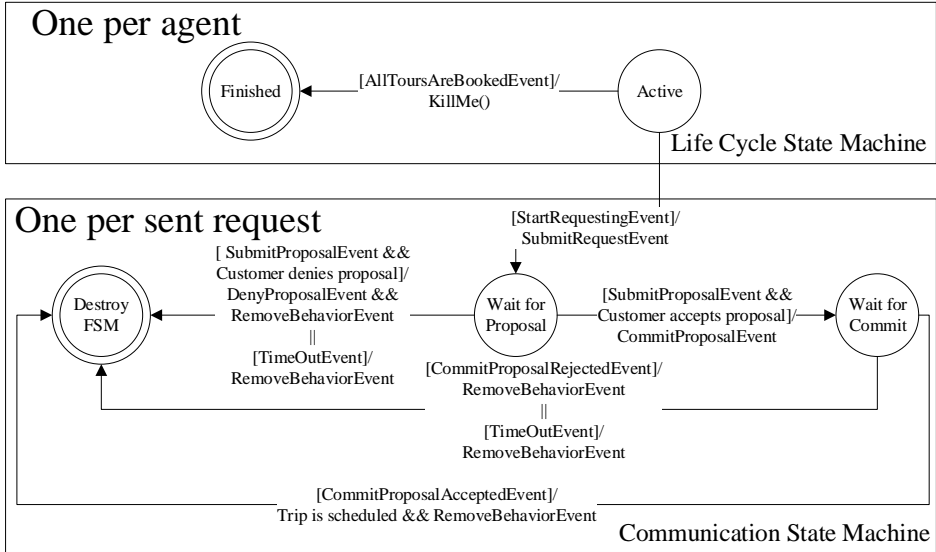 One per agent
Finished
[AllToursAreBookedEvent]/
KillMe()
Active
Life Cycle State Machine
One per sent request
[StartRequestingEvent]/
SubmitRequestEvent
[ SubmitProposalEvent &&
Customer denies proposal]/
DenyProposalEvent &&
RemoveBehaviorEvent
||
[TimeOutEvent]/
RemoveBehaviorEvent
Destroy
FSM
Wait for
Proposal
[SubmitProposalEvent &&
Customer accepts proposal]/
CommitProposalEvent
Wait for
Commit
[CommitProposalRejectedEvent]/
RemoveBehaviorEvent
||
[TimeOutEvent]/
RemoveBehaviorEvent
[CommitProposalAcceptedEvent]/
Trip is scheduled && RemoveBehaviorEvent
Communication State Machine